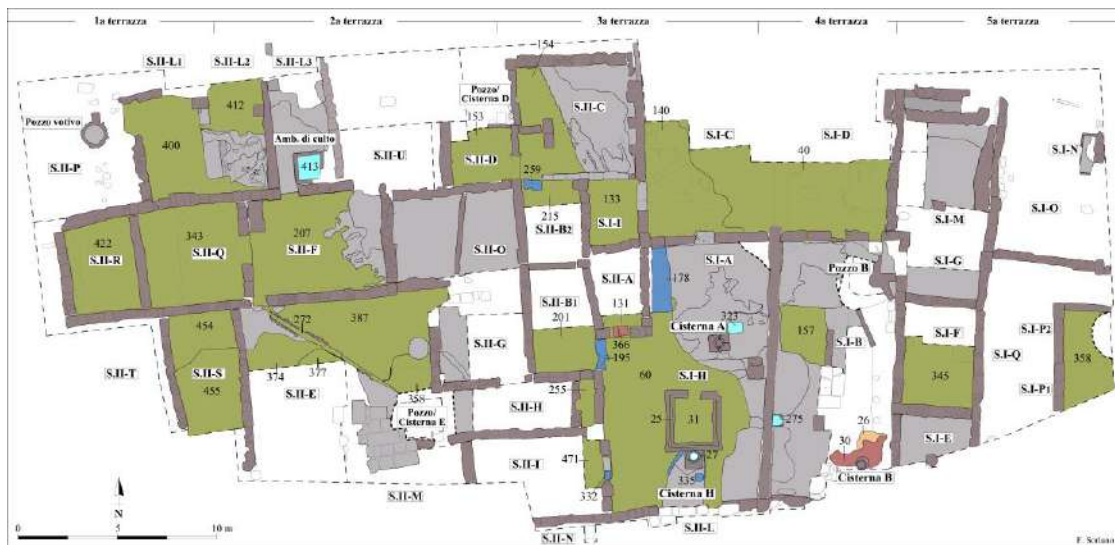 1a terrazza 2a terrazza 3a terrazza 4a terrazza 5a terrazza
S.II-L1 S.II-L2 S.II-L3
154
412
Pozzo/
Cisterna D
S.II-C
140
S.I-C S.I-D
Pozzo votivo
Amb. di culto
153
400
S.II-P
413
S.II-U
S.II-D
40
S.I-N
259
133
S.I-I
215
S.II-B2
S.I-O
S.I-M
422
S.II-R
343
S.II-Q
207
S.II-F
S.II-O
S.I-G
S.II-A
S.I-A
Pozzo B
178
S.II-B1
201
131
454
272
387
323
Cisterna A
157
S.I-F
S.I-P2
S.II-G
366
195
S.I-B
S.I-Q
358
S.II-T
S.II-S
455
374
377
S.II-E
358
60
S.I-H
345
S.I-P1
255
S.II-H
Pozzo/
Cisterna E
25
31
275
26
30
S.I-E
S.II-I
471
27
335
332
Cisterna H
Cisterna B
S.II-M
S.II-L
S.II-N
N
0 5 10 m
F. Soriano